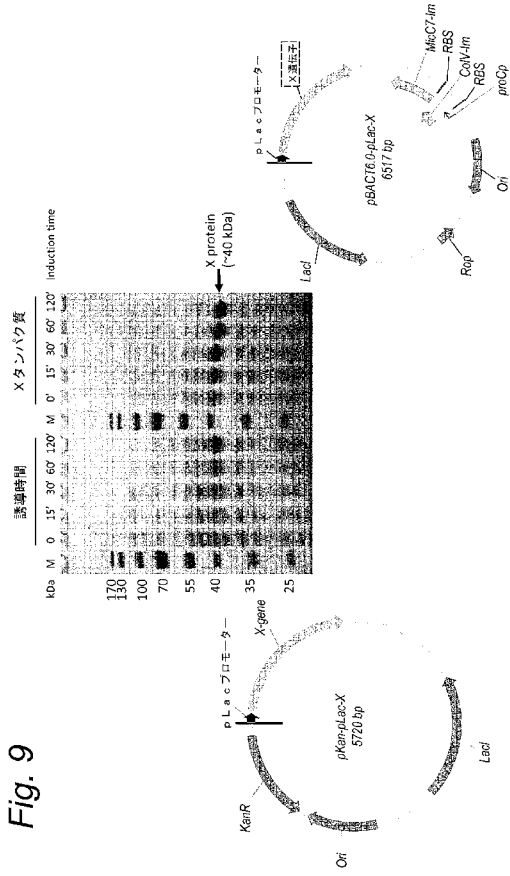 Fig. 9
誘導時間
Xタンパク質
kDa
M
0
15'
30'
60'
120'
M
0'
15'
30'
60'
120'
Induction time
170
130
100
70
55
40
35
25
X protein
(~40 kDa)
pLacプロモーター
X-gene
KanR
pKan-pLac-X
5720 bp
Ori
LacI
pLacプロモーター
X遺伝子
LacI
pBACT6.0-pLac-X
6517 bp
MicC7-Im
RBS
ColV-Im
RBS
proCp
Rop
Ori